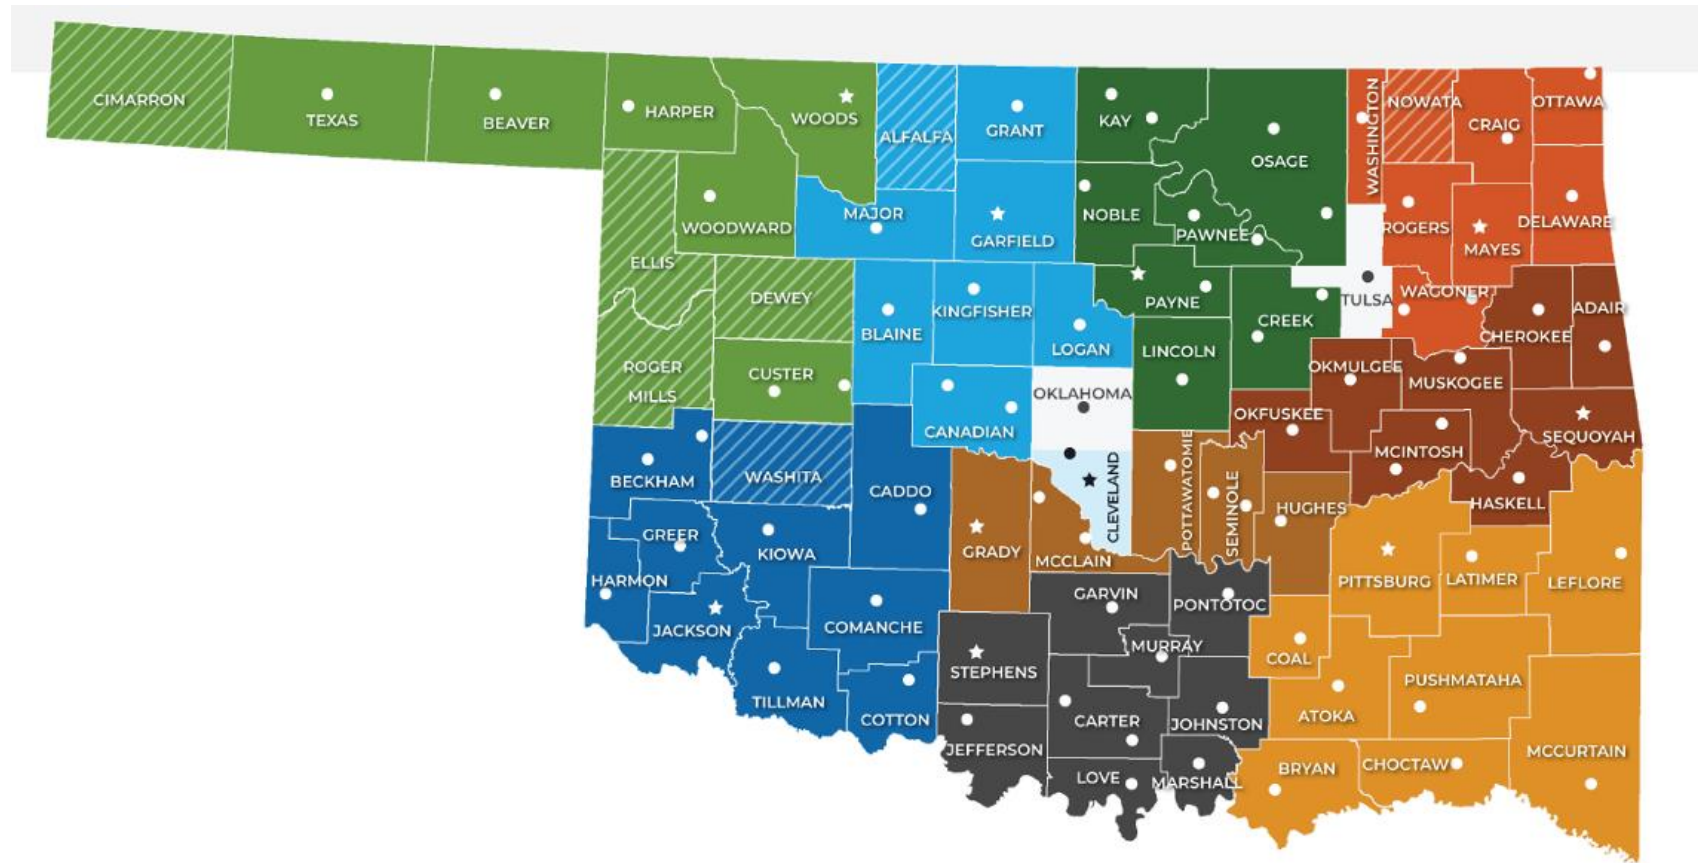 CIMARRON
TEXAS
BEAVER
HARPER
WOODS
ALFALFA
GRANT
KAY
OSAGE
WASHINGTON
NOWATA
CRAIG
OTTAWA
WOODWARD
MAJOR
GARFIELD
NOBLE
PAWNEE
ROGERS
MAYES
DELAWARE
ELLIS
DEWEY
BLAINE
KINGFISHER
LOGAN
PAYNE
CREEK
TULSA
WAGONER
CHEROKEE
ADAIR
ROGER
MILLS
CUSTER
CANADIAN
OKLAHOMA
LINCOLN
OKFUSKEE
OKMULGEE
MUSKOGEE
SEQUOYAH
BECKHAM
WASHITA
CADDO
GRADY
MCCLAIN
CLEVELAND
POTTAWATOMIE
SEMINOLE
HUGHES
MCINTOSH
HASKELL
GREER
KIOWA
HARMON
JACKSON
COMANCHE
TILLMAN
COTTON
STEPHENS
GARVIN
PONTOTOC
MURRAY
COAL
PITTSBURG
LATIMER
LEFLORE
JEFFERSON
CARTER
JOHNSTON
LOVE
MARSHALL
ATOKA
PUSHMATAHA
BRYAN
CHOCTAW
MCCURTAIN